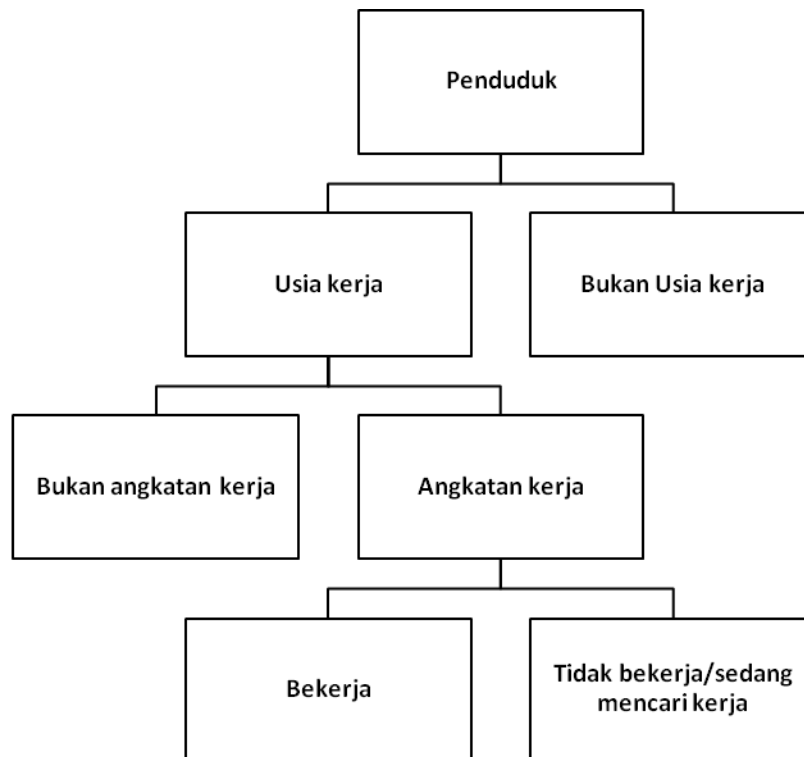 Penduduk
Usia kerja
Bukan Usia kerja
Bukan angkatan kerja
Angkatan kerja
Bekerja
Tidak bekerja/sedang
mencari kerja